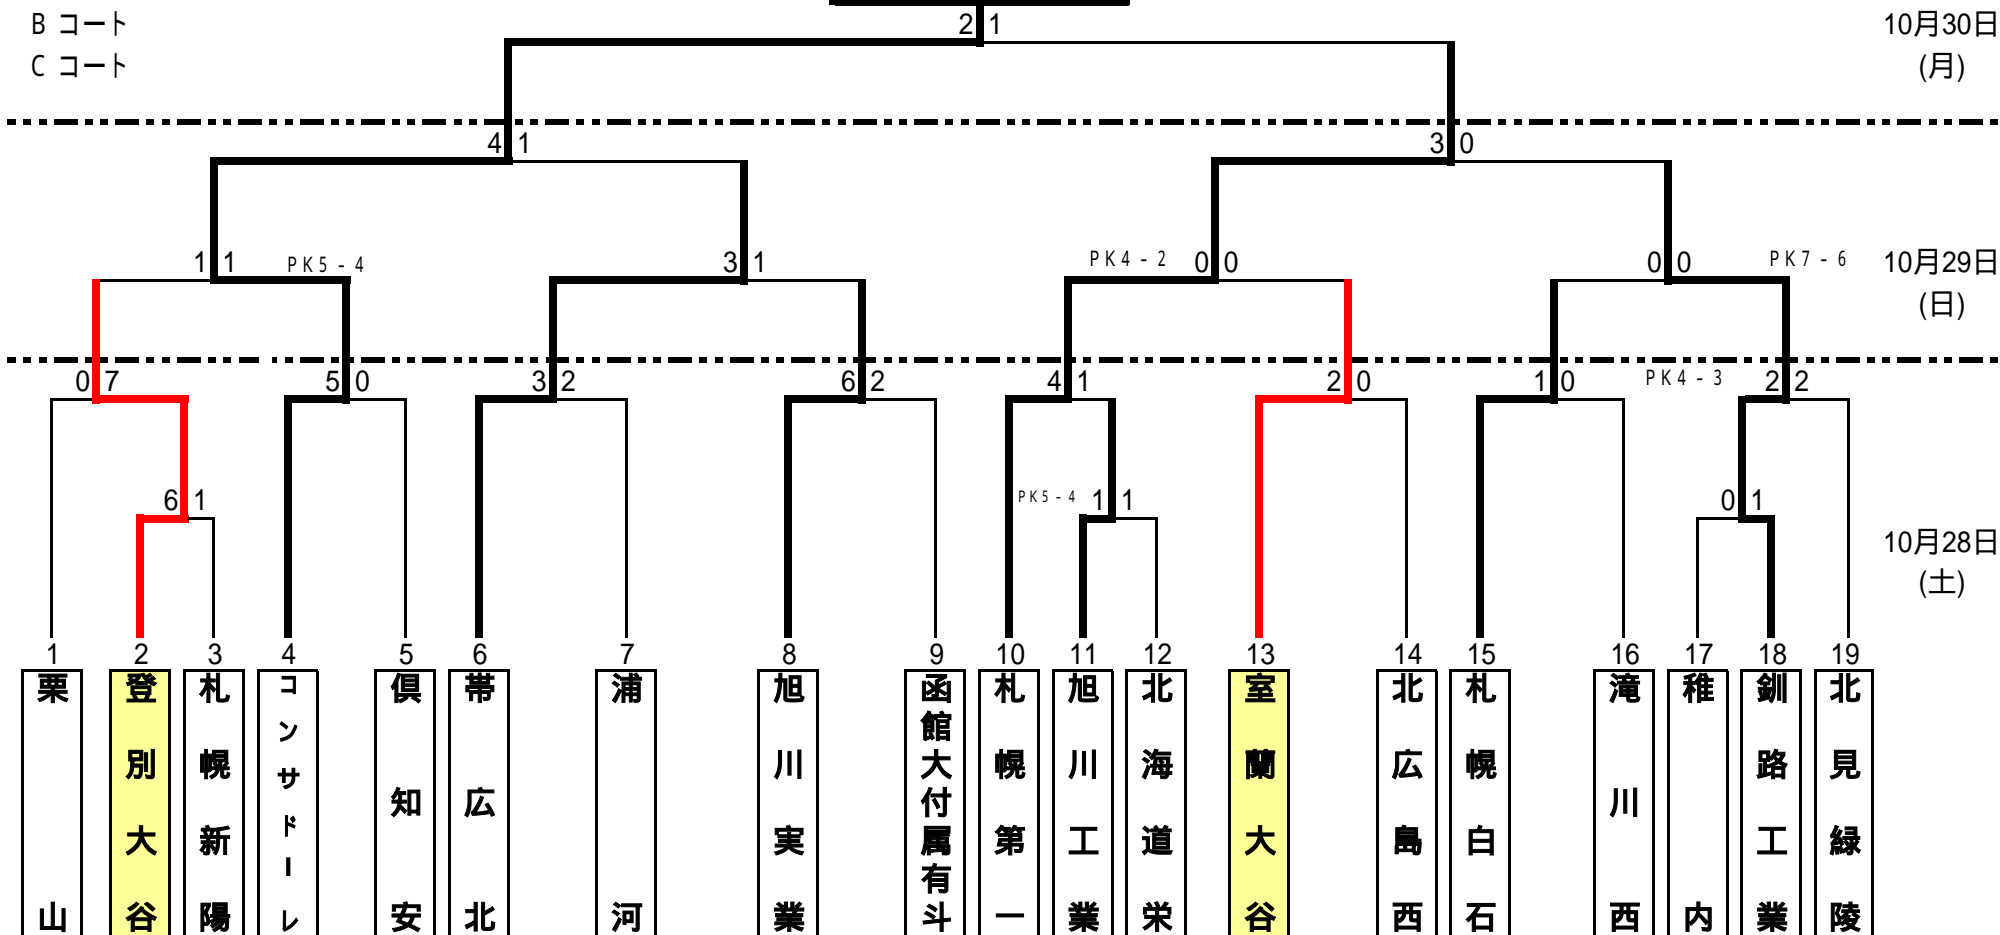 B コート
2 1
10月30日
C コート
(月)
4 1
3 0
1 1
PK5-4
3 1
PK4-2
0 0
0 0
PK7-6
10月29日
(日)
0 7
5 0
3 2
6 2
4 1
2 0
1 0
PK4-3
2 2
6 1
PK5-4
1 1
0 1
10月28日
(土)
1
2
3
4
5
6
7
8
9
10
11
12
13
14
15
16
17
18
19
栗山
登別大谷
札幌新陽
コンサドーレ
倶知安
帯広北
浦河
旭川実業
函館大付属有斗
札幌第一
旭川工業
北海道栄
室蘭大谷
北広島西
札幌白石
滝川西
稚内
釧路工業
北見緑陵